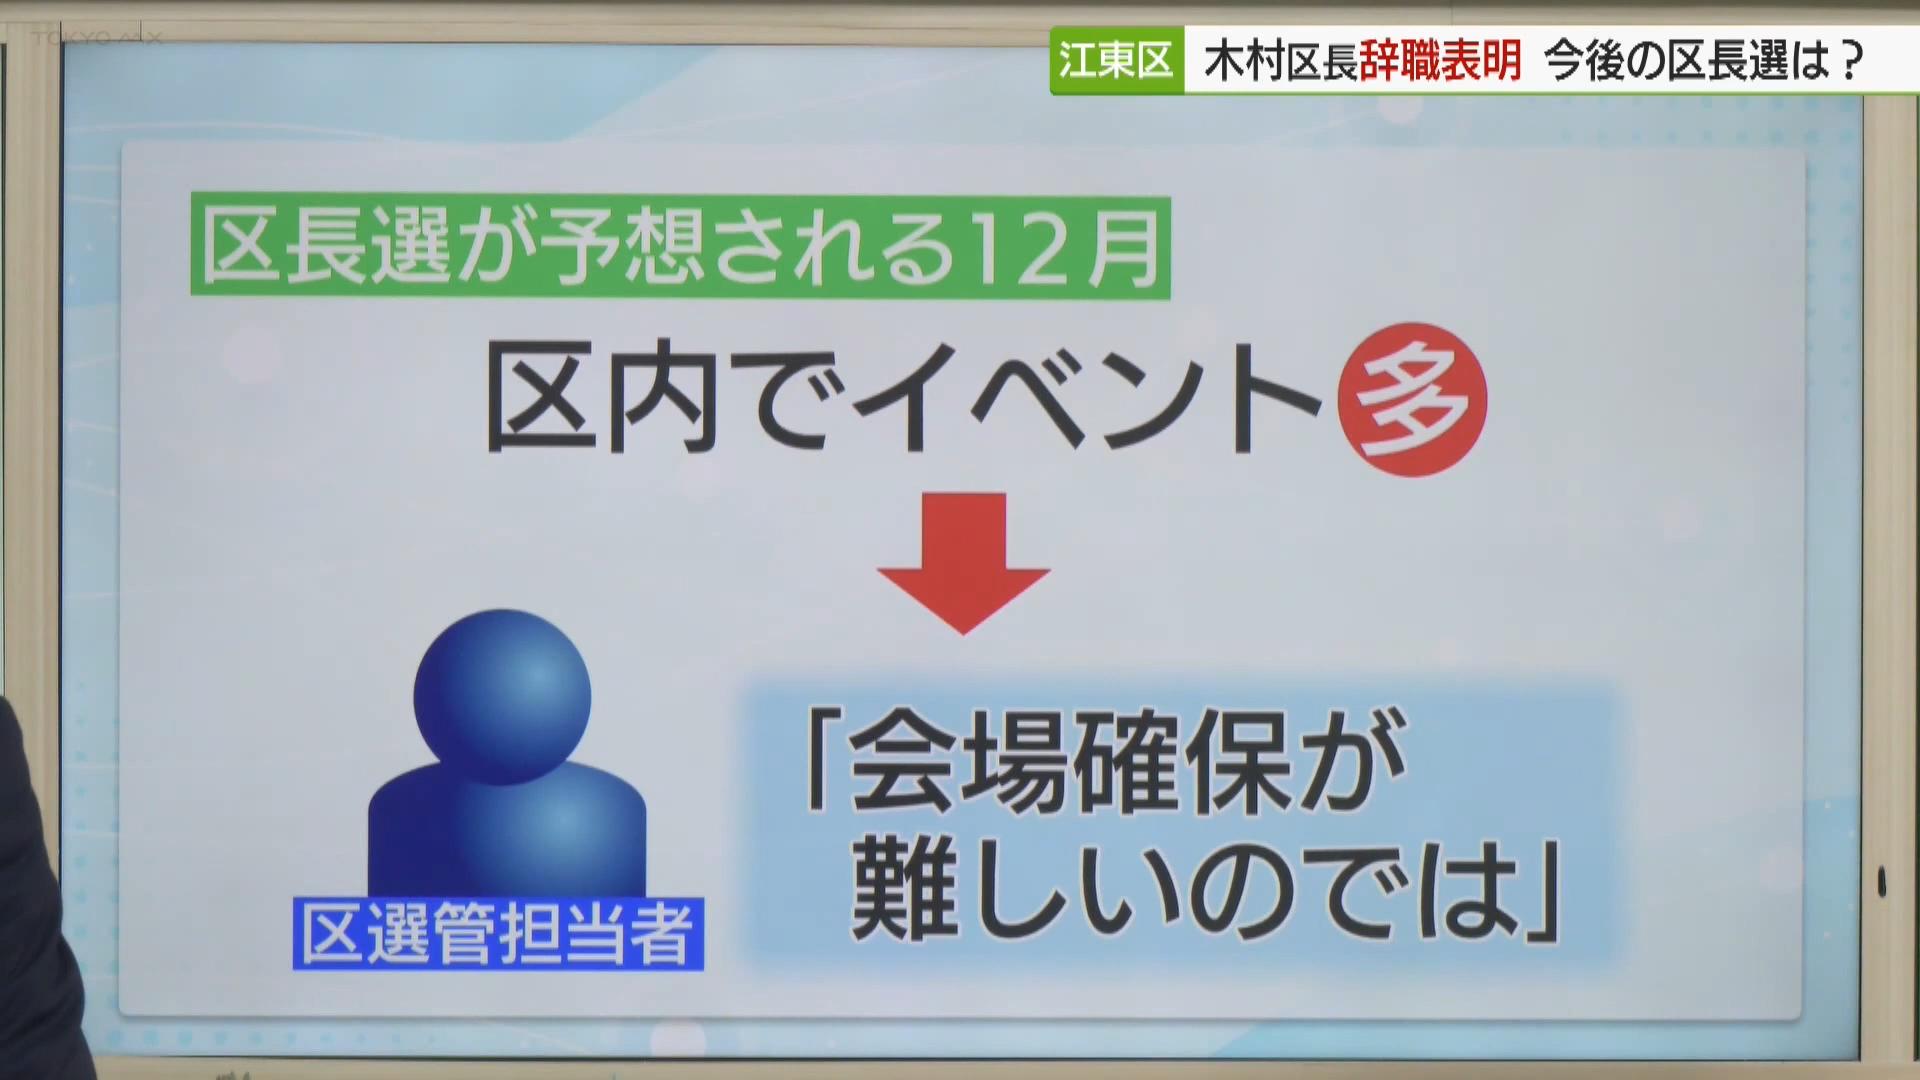 TOKYO MX
江東区 木村区長辞職表明 今後の区長選は？
区長選が予想される12月
区内でイベント多
「会場確保が
難しいのでは」
区選管担当者